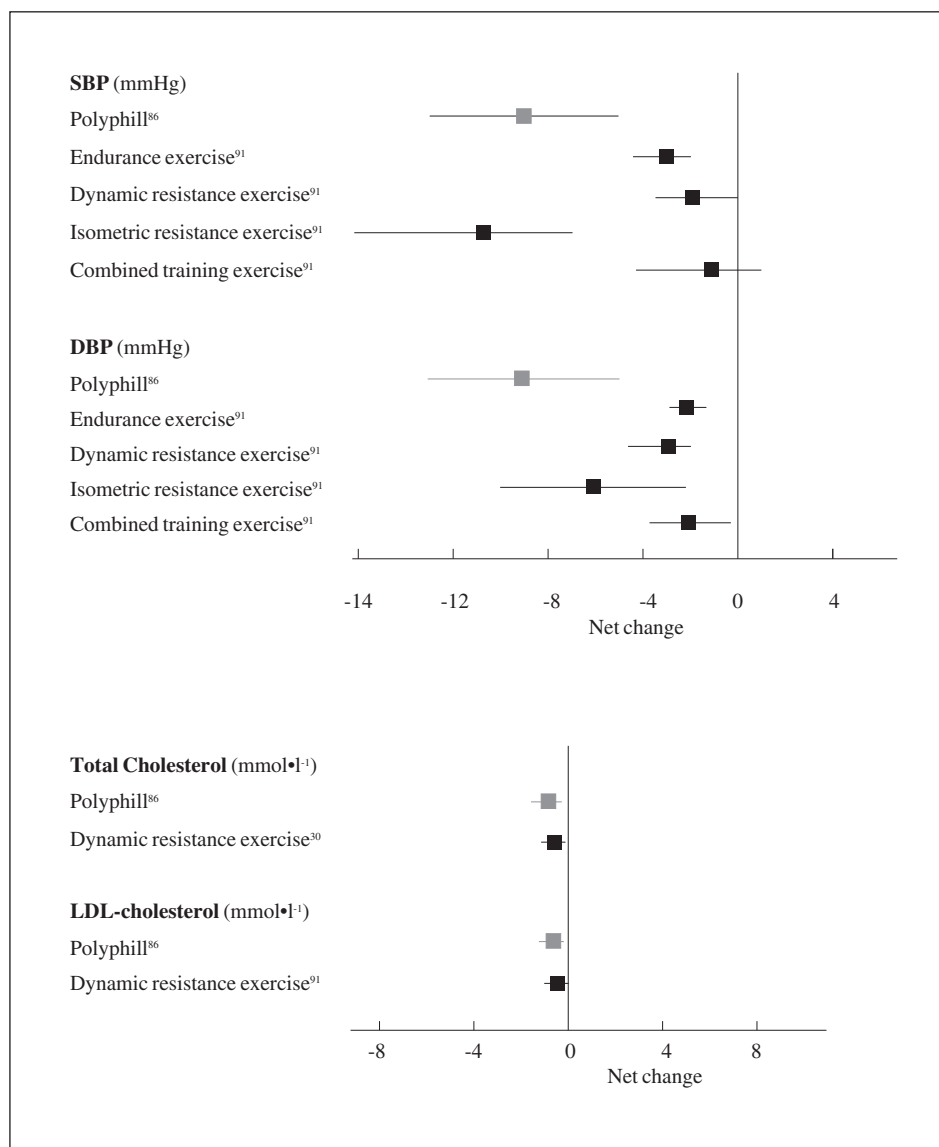 SBP (mmHg)
Polyphill⁸⁶
Endurance exercise⁹¹
Dynamic resistance exercise⁹¹
Isometric resistance exercise⁹¹
Combined training exercise⁹¹
DBP (mmHg)
Polyphill⁸⁶
Endurance exercise⁹¹
Dynamic resistance exercise⁹¹
Isometric resistance exercise⁹¹
Combined training exercise⁹¹
-14 -12 -8 -4 0 4
Net change
Total Cholesterol (mmol•l⁻¹)
Polyphill⁸⁶
Dynamic resistance exercise³⁰
LDL-cholesterol (mmol•l⁻¹)
Polyphill⁸⁶
Dynamic resistance exercise⁹¹
-8 -4 0 4 8
Net change